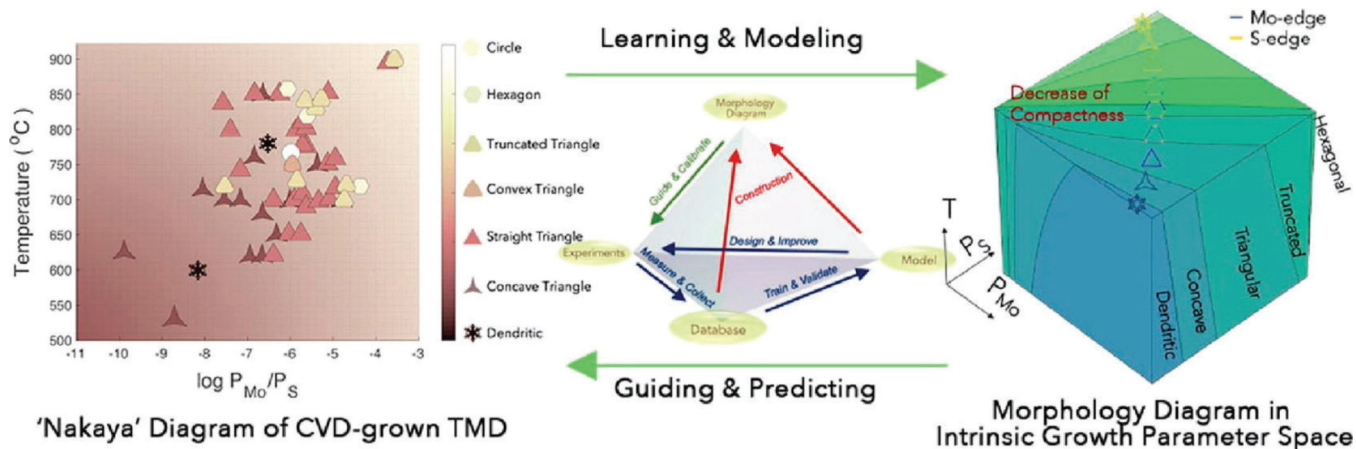 Temperature (°C)
900
850
800
750
700
650
600
550
500
-11
-10
-9
-8
-7
-6
-5
-4
-3
log P_Mo/P_S
'Nakaya' Diagram of CVD-grown TMD
Circle
Hexagon
Truncated Triangle
Convex Triangle
Straight Triangle
Concave Triangle
Dendritic
Learning & Modeling
Morphology
Diagram
Guide & Calibrate
Construction
Experiments
Design & Improve
Model
Measure & Collect
Train & Validate
Database
Guiding & Predicting
Mo-edge
S-edge
Decrease of
Compactness
Hexagonal
Truncated
Triangular
Concave
Dendritic
T
P_S
P_Mo
Morphology Diagram in
Intrinsic Growth Parameter Space